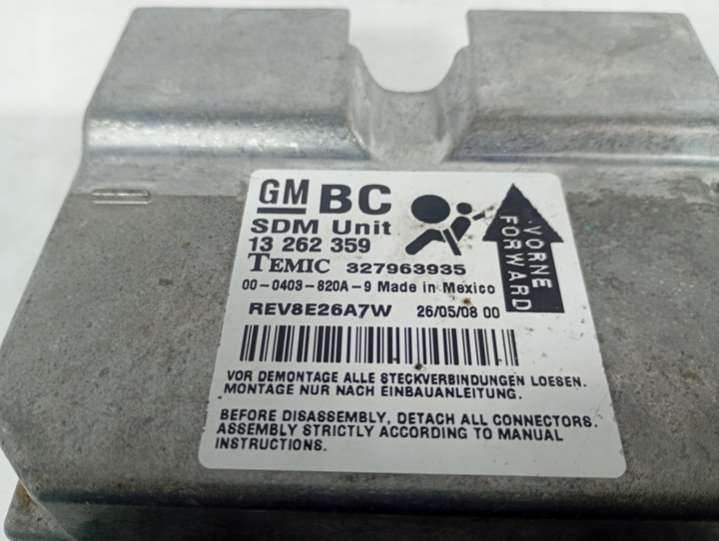 GM BC
SDM Unit
13 262 359
TEMIC 327963935
00-0403-820A-9 Made in Mexico
REV8E26A7W 26/05/08 00
VORNE
FORWARD
VOR DEMONTAGE ALLE STECKVERBINDUNGEN LOESEN.
MONTAGE NUR NACH EINBAUANLEITUNG.
BEFORE DISASSEMBLY, DETACH ALL CONNECTORS.
ASSEMBLY STRICTLY ACCORDING TO MANUAL
INSTRUCTIONS.